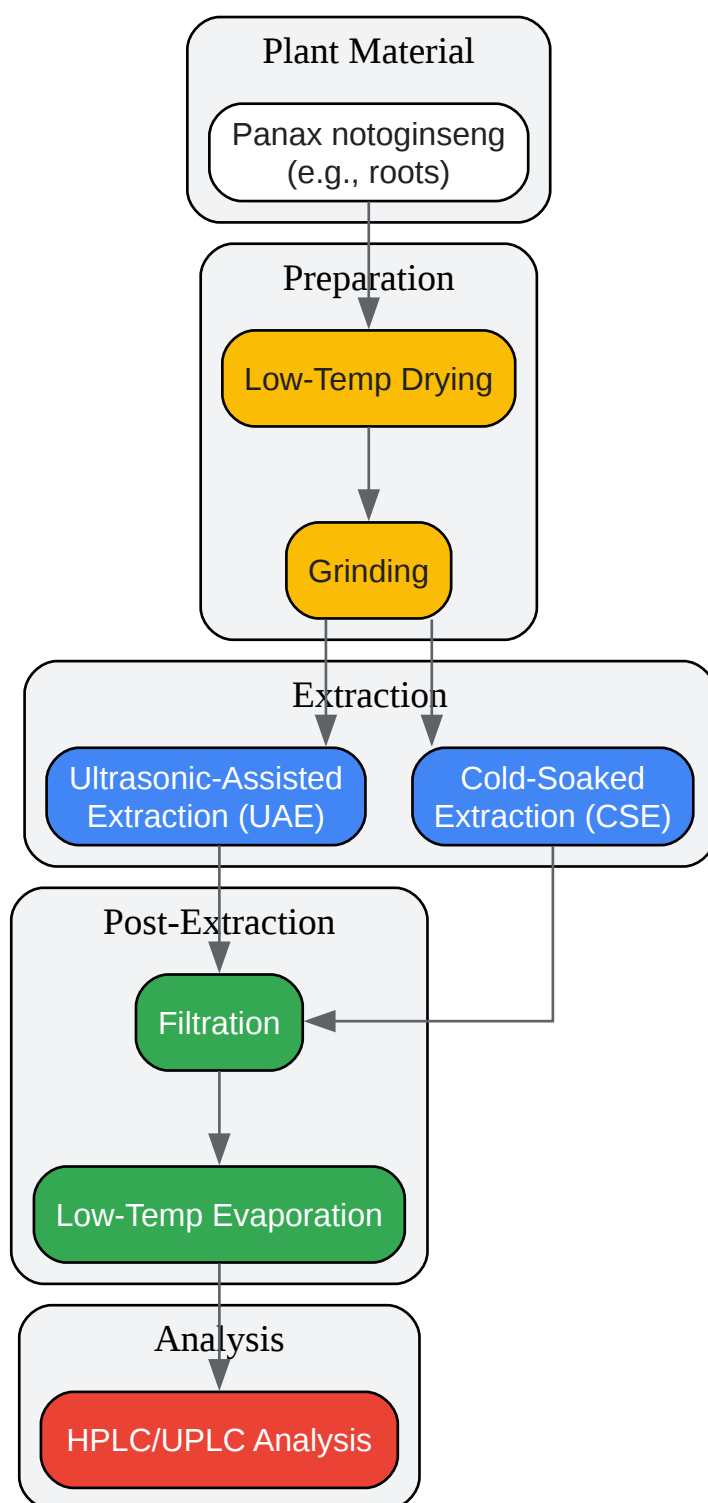 Plant Material
Panax notoginseng
(e.g., roots)
Preparation
Low-Temp Drying
Grinding
Extraction
Ultrasonic-Assisted
Extraction (UAE)
Cold-Soaked
Extraction (CSE)
Post-Extraction
Filtration
Low-Temp Evaporation
Analysis
HPLC/UPLC Analysis